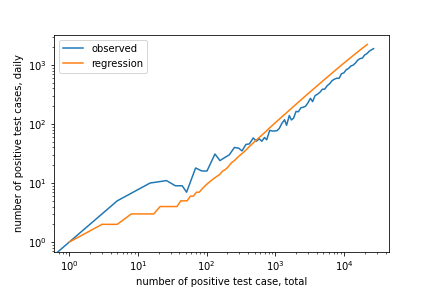 observed
regression
number of positive test cases, daily
10³
10²
10¹
10⁰
10⁰
10¹
10²
10³
10⁴
number of positive test case, total